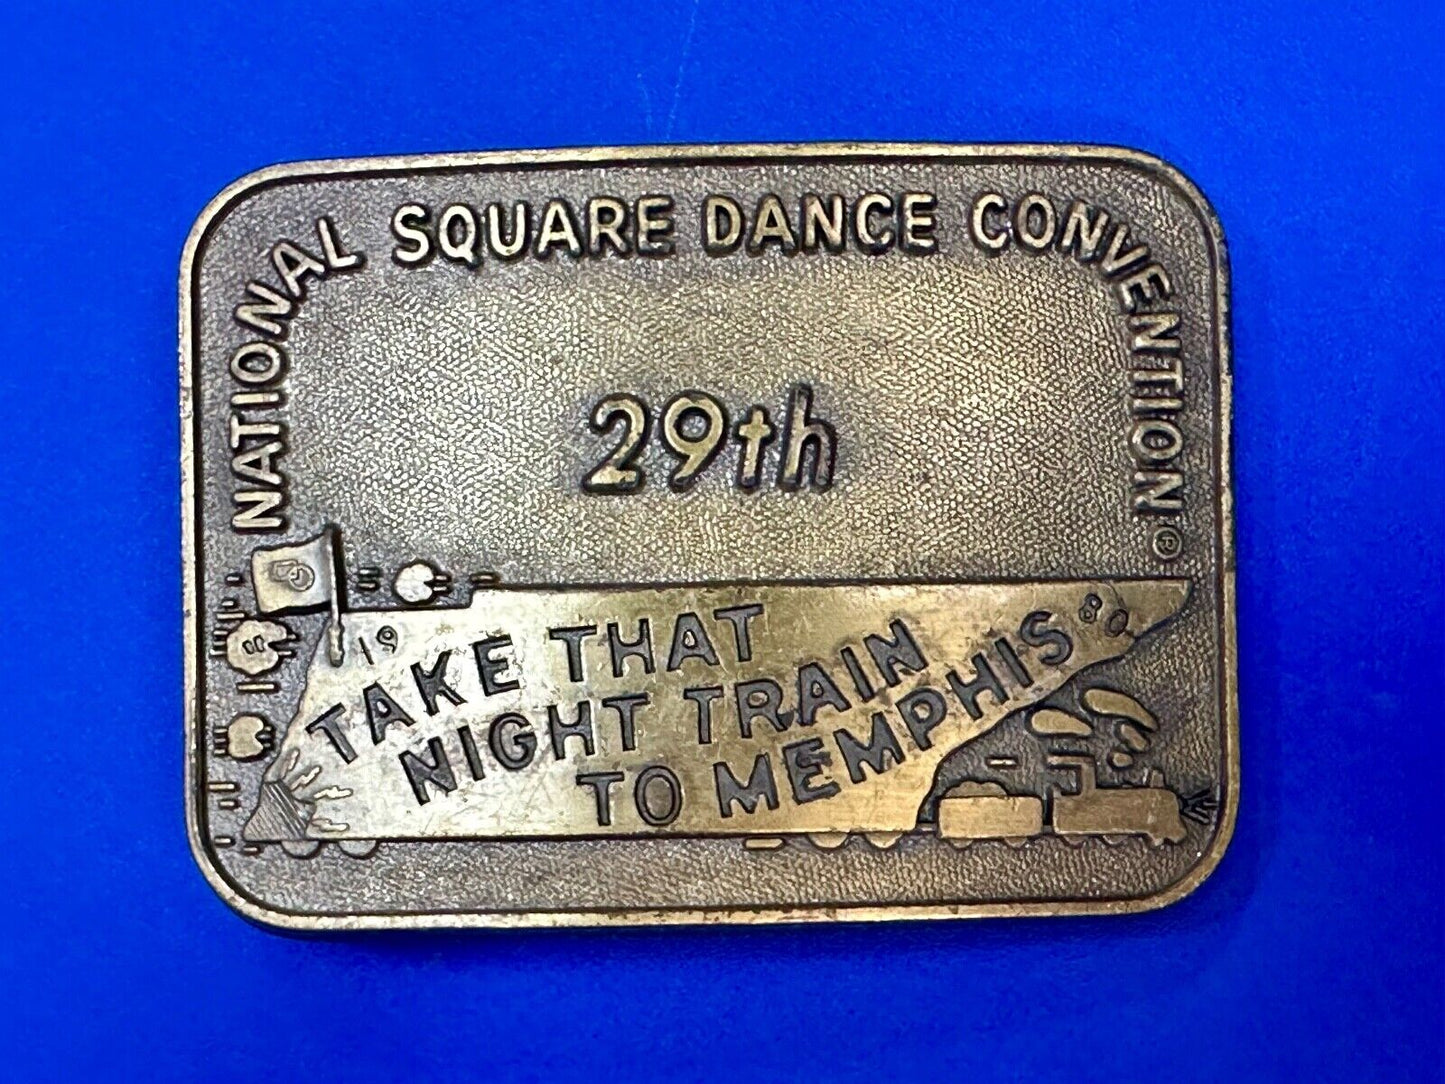 NATIONAL SQUARE DANCE CONVENTION®
29th
19 80
TAKE THAT
NIGHT TRAIN
TO MEMPHIS